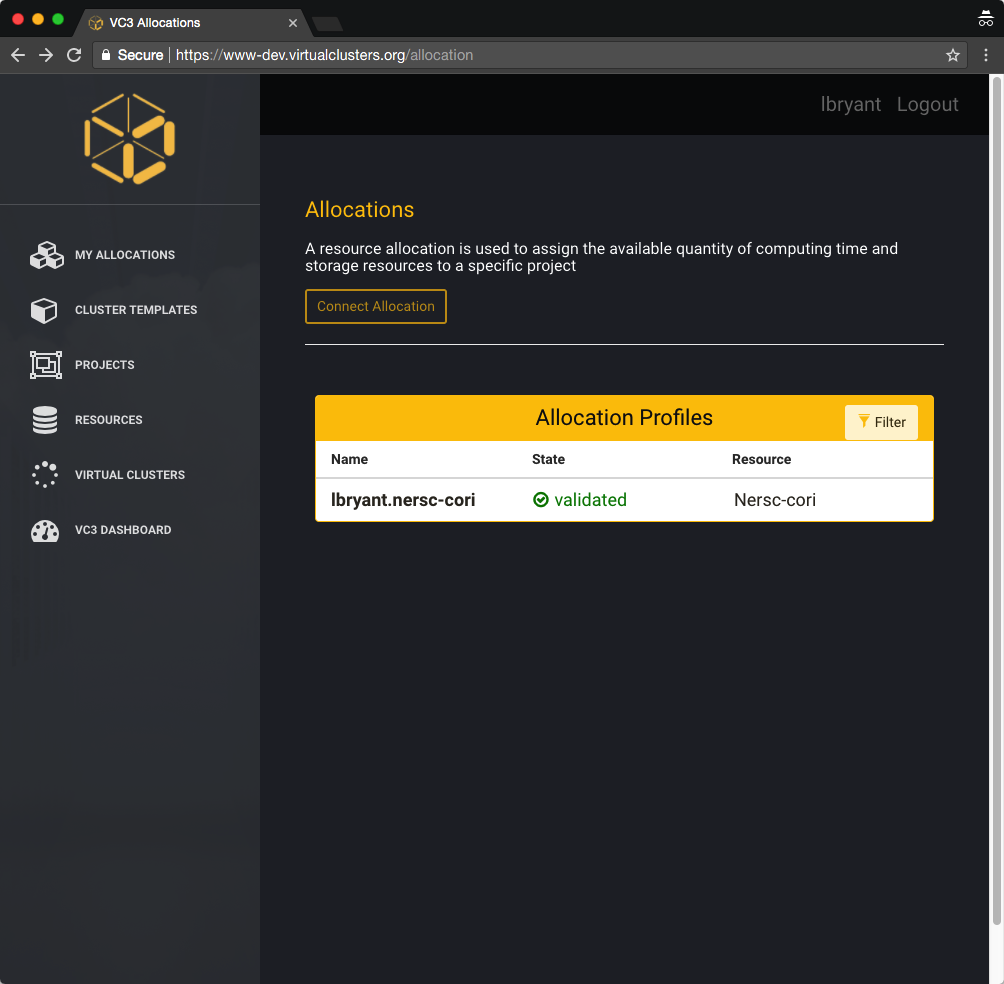 VC3 Allocations
Secure https://www-dev.virtualclusters.org/allocation
lbryant Logout
MY ALLOCATIONS
CLUSTER TEMPLATES
PROJECTS
RESOURCES
VIRTUAL CLUSTERS
VC3 DASHBOARD
Allocations
A resource allocation is used to assign the available quantity of computing time and
storage resources to a specific project
Connect Allocation
Allocation Profiles
Filter
Name State Resource
lbryant.nersc-cori validated Nersc-cori